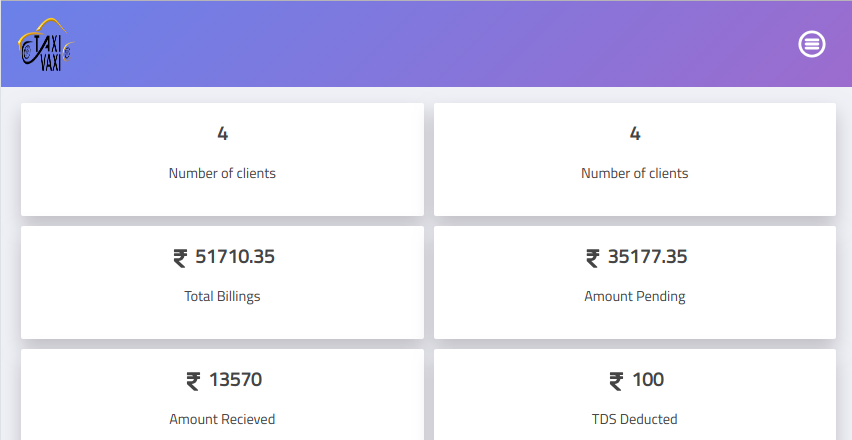 TAXI
VAXI
4
Number of clients
4
Number of clients
₹ 51710.35
Total Billings
₹ 35177.35
Amount Pending
₹ 13570
Amount Recieved
₹ 100
TDS Deducted